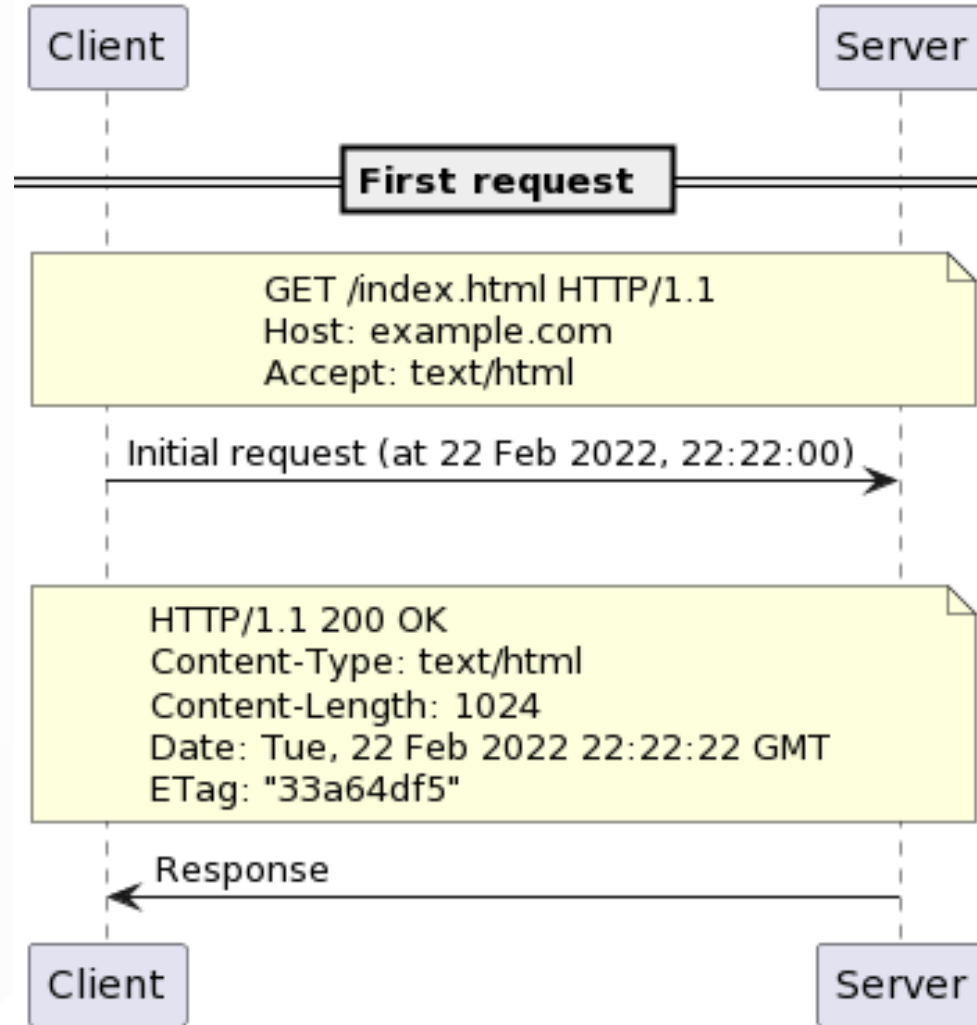 Client
Server
First request
GET /index.html HTTP/1.1
Host: example.com
Accept: text/html
Initial request (at 22 Feb 2022, 22:22:00)
HTTP/1.1 200 OK
Content-Type: text/html
Content-Length: 1024
Date: Tue, 22 Feb 2022 22:22:22 GMT
ETag: "33a64df5"
Response
Client
Server